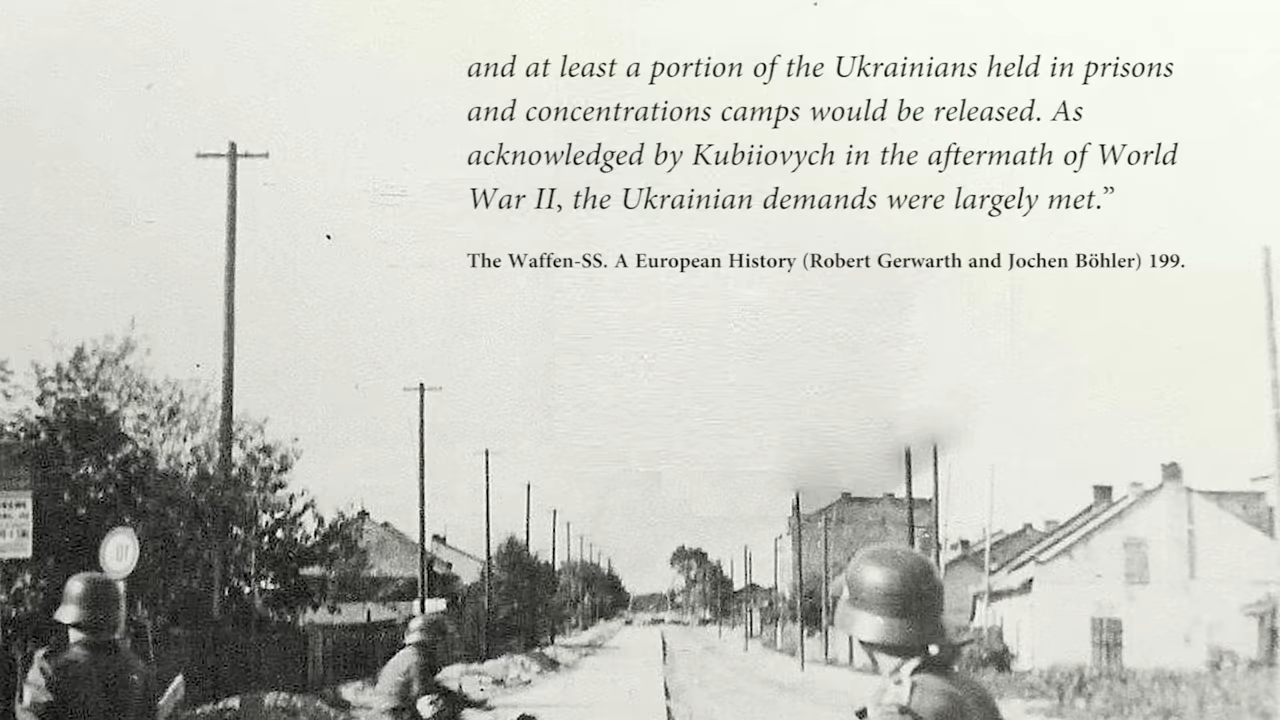 and at least a portion of the Ukrainians held in prisons
and concentrations camps would be released. As
acknowledged by Kubiiovych in the aftermath of World
War II, the Ukrainian demands were largely met.”
The Waffen-SS. A European History (Robert Gerwarth and Jochen Böhler) 199.